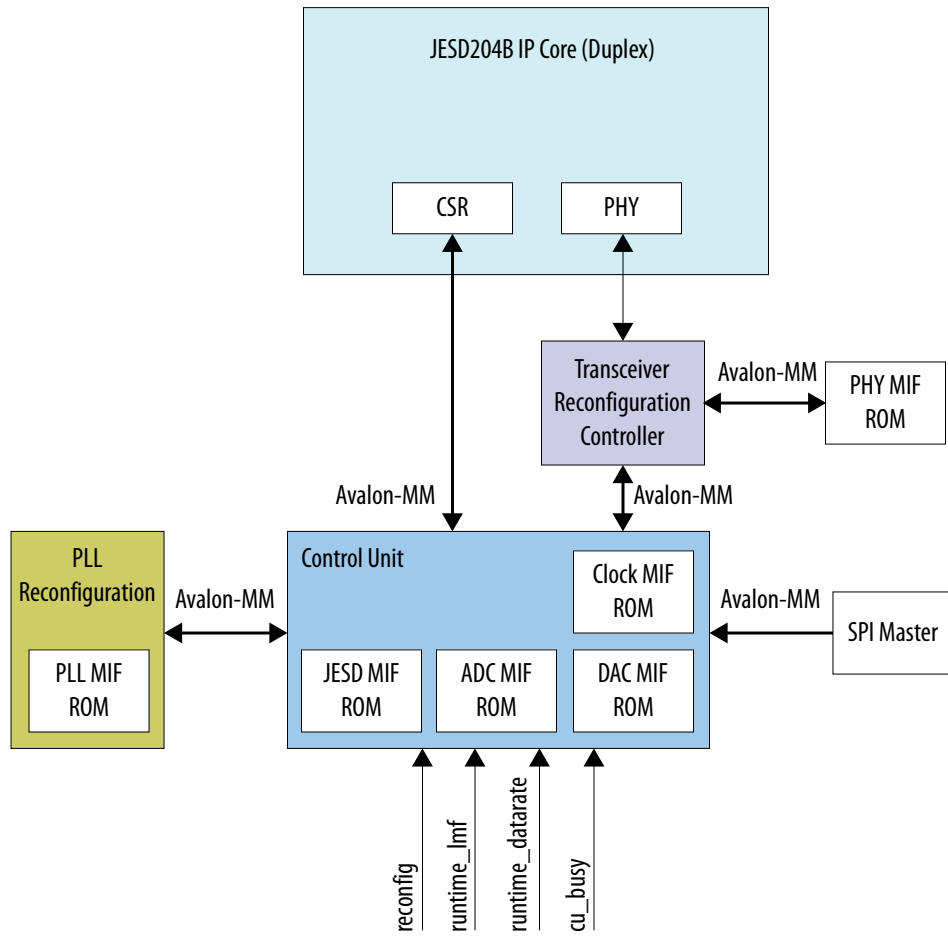 JESD204B IP Core (Duplex)
CSR
PHY
Transceiver
Reconfiguration
Controller
Avalon-MM
PHY MIF
ROM
Avalon-MM
Avalon-MM
PLL
Reconfiguration
Avalon-MM
PLL MIF
ROM
Control Unit
Clock MIF
ROM
JESD MIF
ROM
ADC MIF
ROM
DAC MIF
ROM
Avalon-MM
SPI Master
reconfig
runtime_lmf
runtime_datarate
cu_busy